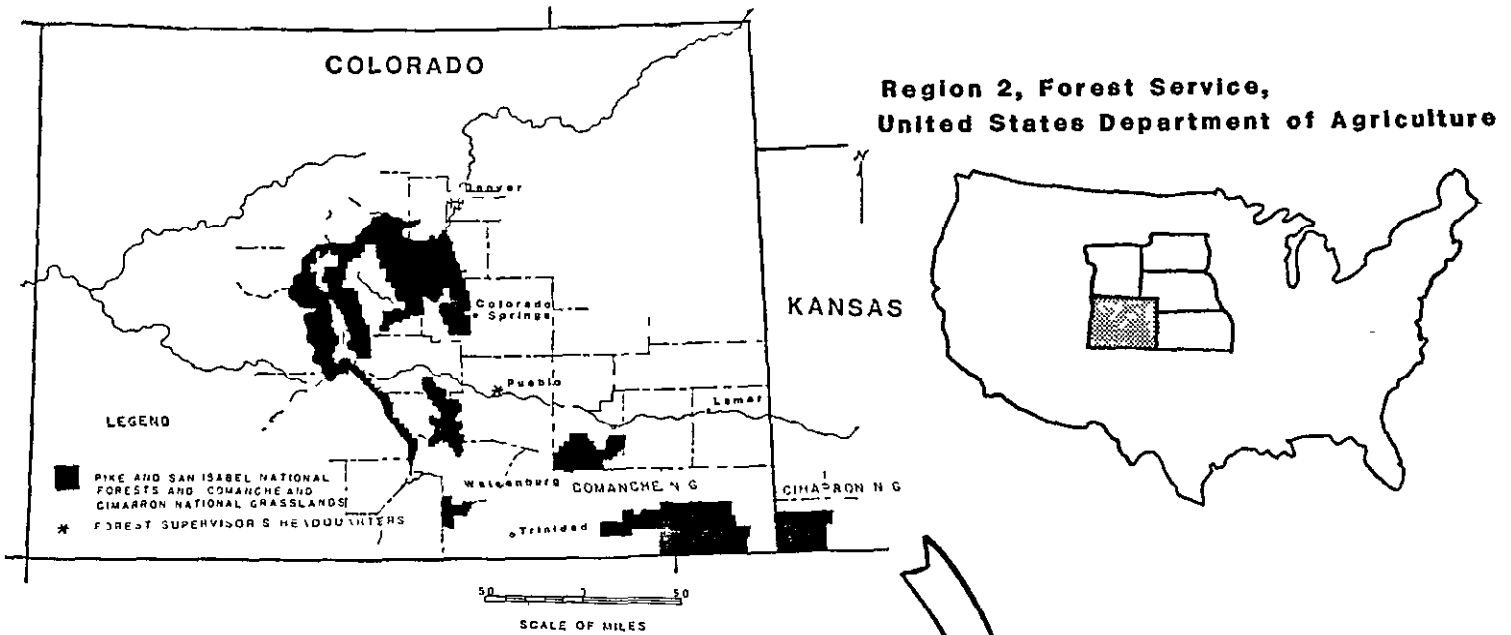 COLORADO
Region 2, Forest Service,
United States Department of Agriculture
N
Denver
Colorado
Springs
KANSAS
Pueblo
Lamar
LEGEND
PIKE AND SAN ISABEL NATIONAL
FORESTS AND COMANCHE AND
CIMARRON NATIONAL GRASSLANDS
* FOREST SUPERVISOR S HEADQUARTERS
Walsenburg
COMANCHE N G
CIMARRON N G
Trinidad
50 0 50
SCALE OF MILES